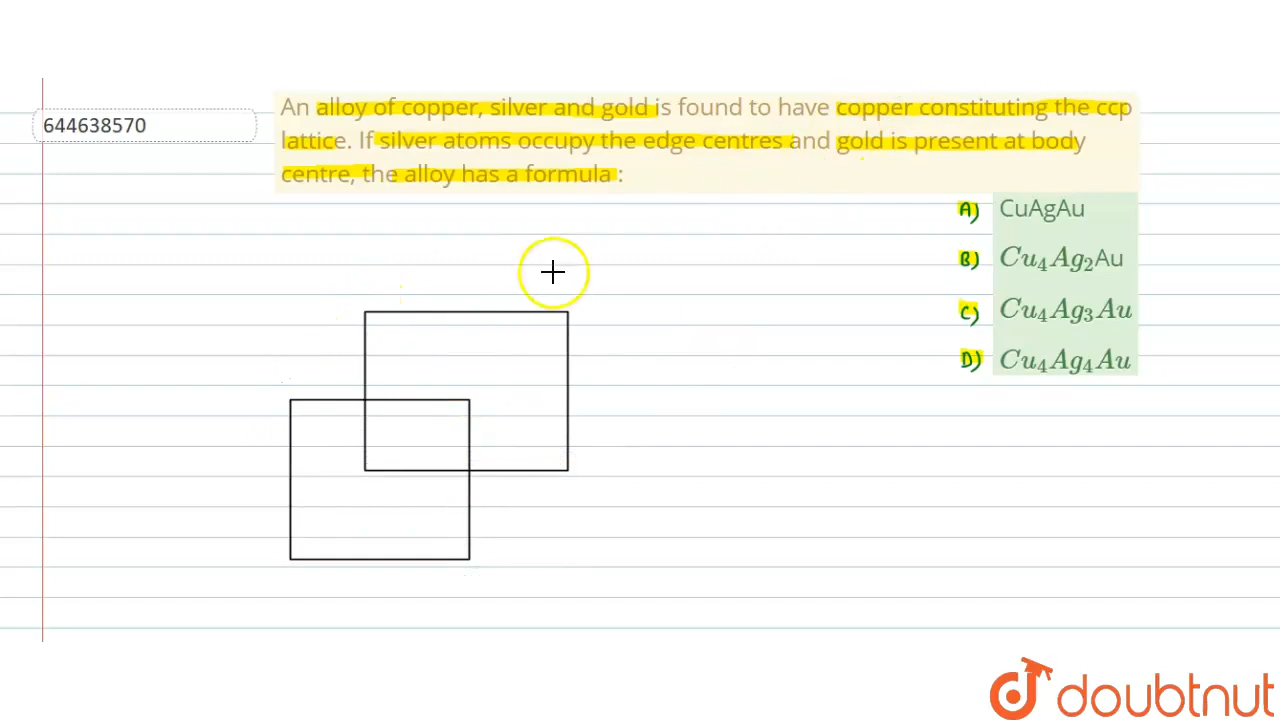 644638570
An alloy of copper, silver and gold is found to have copper constituting the ccp
lattice. If silver atoms occupy the edge centres and gold is present at body
centre, the alloy has a formula :
A) CuAgAu
B) Cu₄Ag₂Au
C) Cu₄Ag₃Au
D) Cu₄Ag₄Au
doubtnut